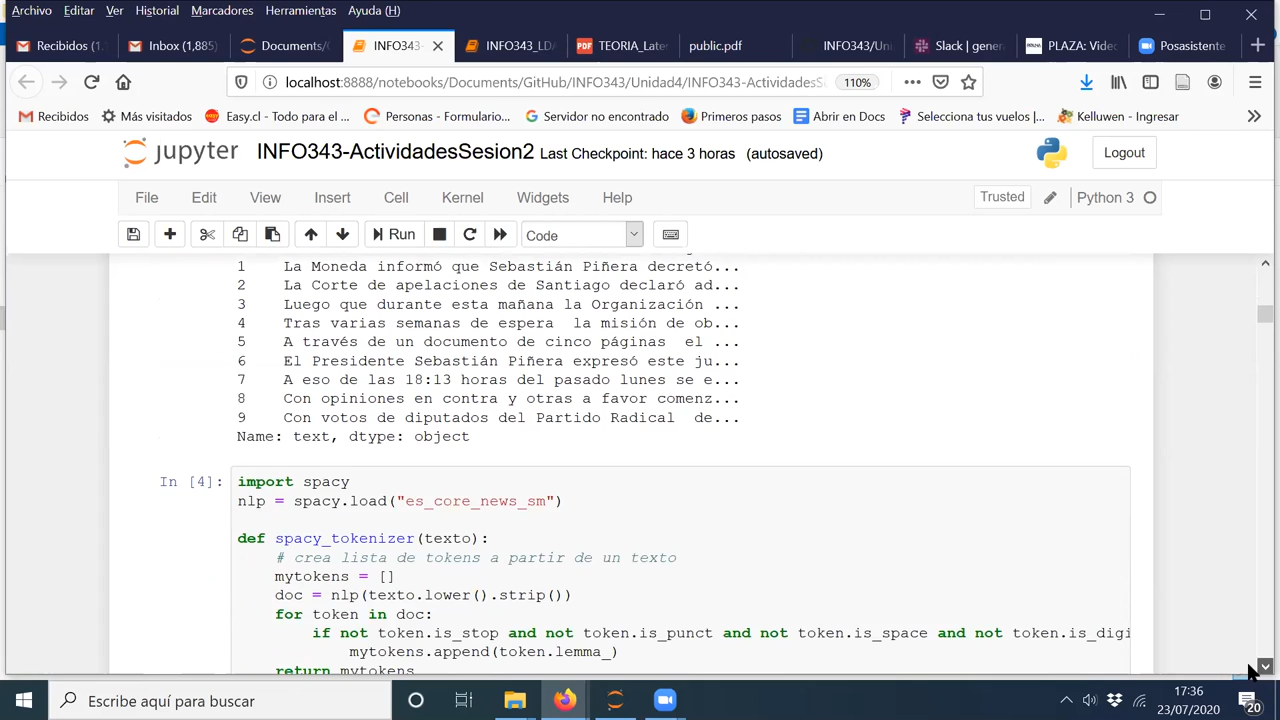 Archivo Editar Ver Historial Marcadores Herramientas Ayuda (H)
Recibidos (1, Inbox (1,885) Documents/ INFO343- INFO343_LDA TEORIA_Late public.pdf INFO343/Uni Slack | gener PLAZA: Vide Posasistente
localhost:8888/notebooks/Documents/GitHub/INFO343/Unidad4/INFO343-ActividadesSe 110%
Recibidos Más visitados Easy.cl - Todo para el ... Personas - Formulario... Servidor no encontrado Primeros pasos Abrir en Docs Selecciona tus vuelos |... Kelluwen - Ingresar
jupyter INFO343-ActividadesSesion2 Last Checkpoint: hace 3 horas (autosaved) Logout
File Edit View Insert Cell Kernel Widgets Help Trusted Python 3
Run Code
1 La Moneda informó que Sebastián Piñera decretó...
2 La Corte de apelaciones de Santiago declaró ad...
3 Luego que durante esta mañana la Organización ...
4 Tras varias semanas de espera la misión de ob...
5 A través de un documento de cinco páginas el ...
6 El Presidente Sebastián Piñera expresó este ju...
7 A eso de las 18:13 horas del pasado lunes se e...
8 Con opiniones en contra y otras a favor comenz...
9 Con votos de diputados del Partido Radical de...
Name: text, dtype: object
In [4]: import spacy
nlp = spacy.load("es_core_news_sm")
def spacy_tokenizer(texto):
# crea lista de tokens a partir de un texto
mytokens = []
doc = nlp(texto.lower().strip())
for token in doc:
if not token.is_stop and not token.is_punct and not token.is_space and not token.is_digi
mytokens.append(token.lemma_)
return mytokens
Escribe aquí para buscar 17:36
23/07/2020 20